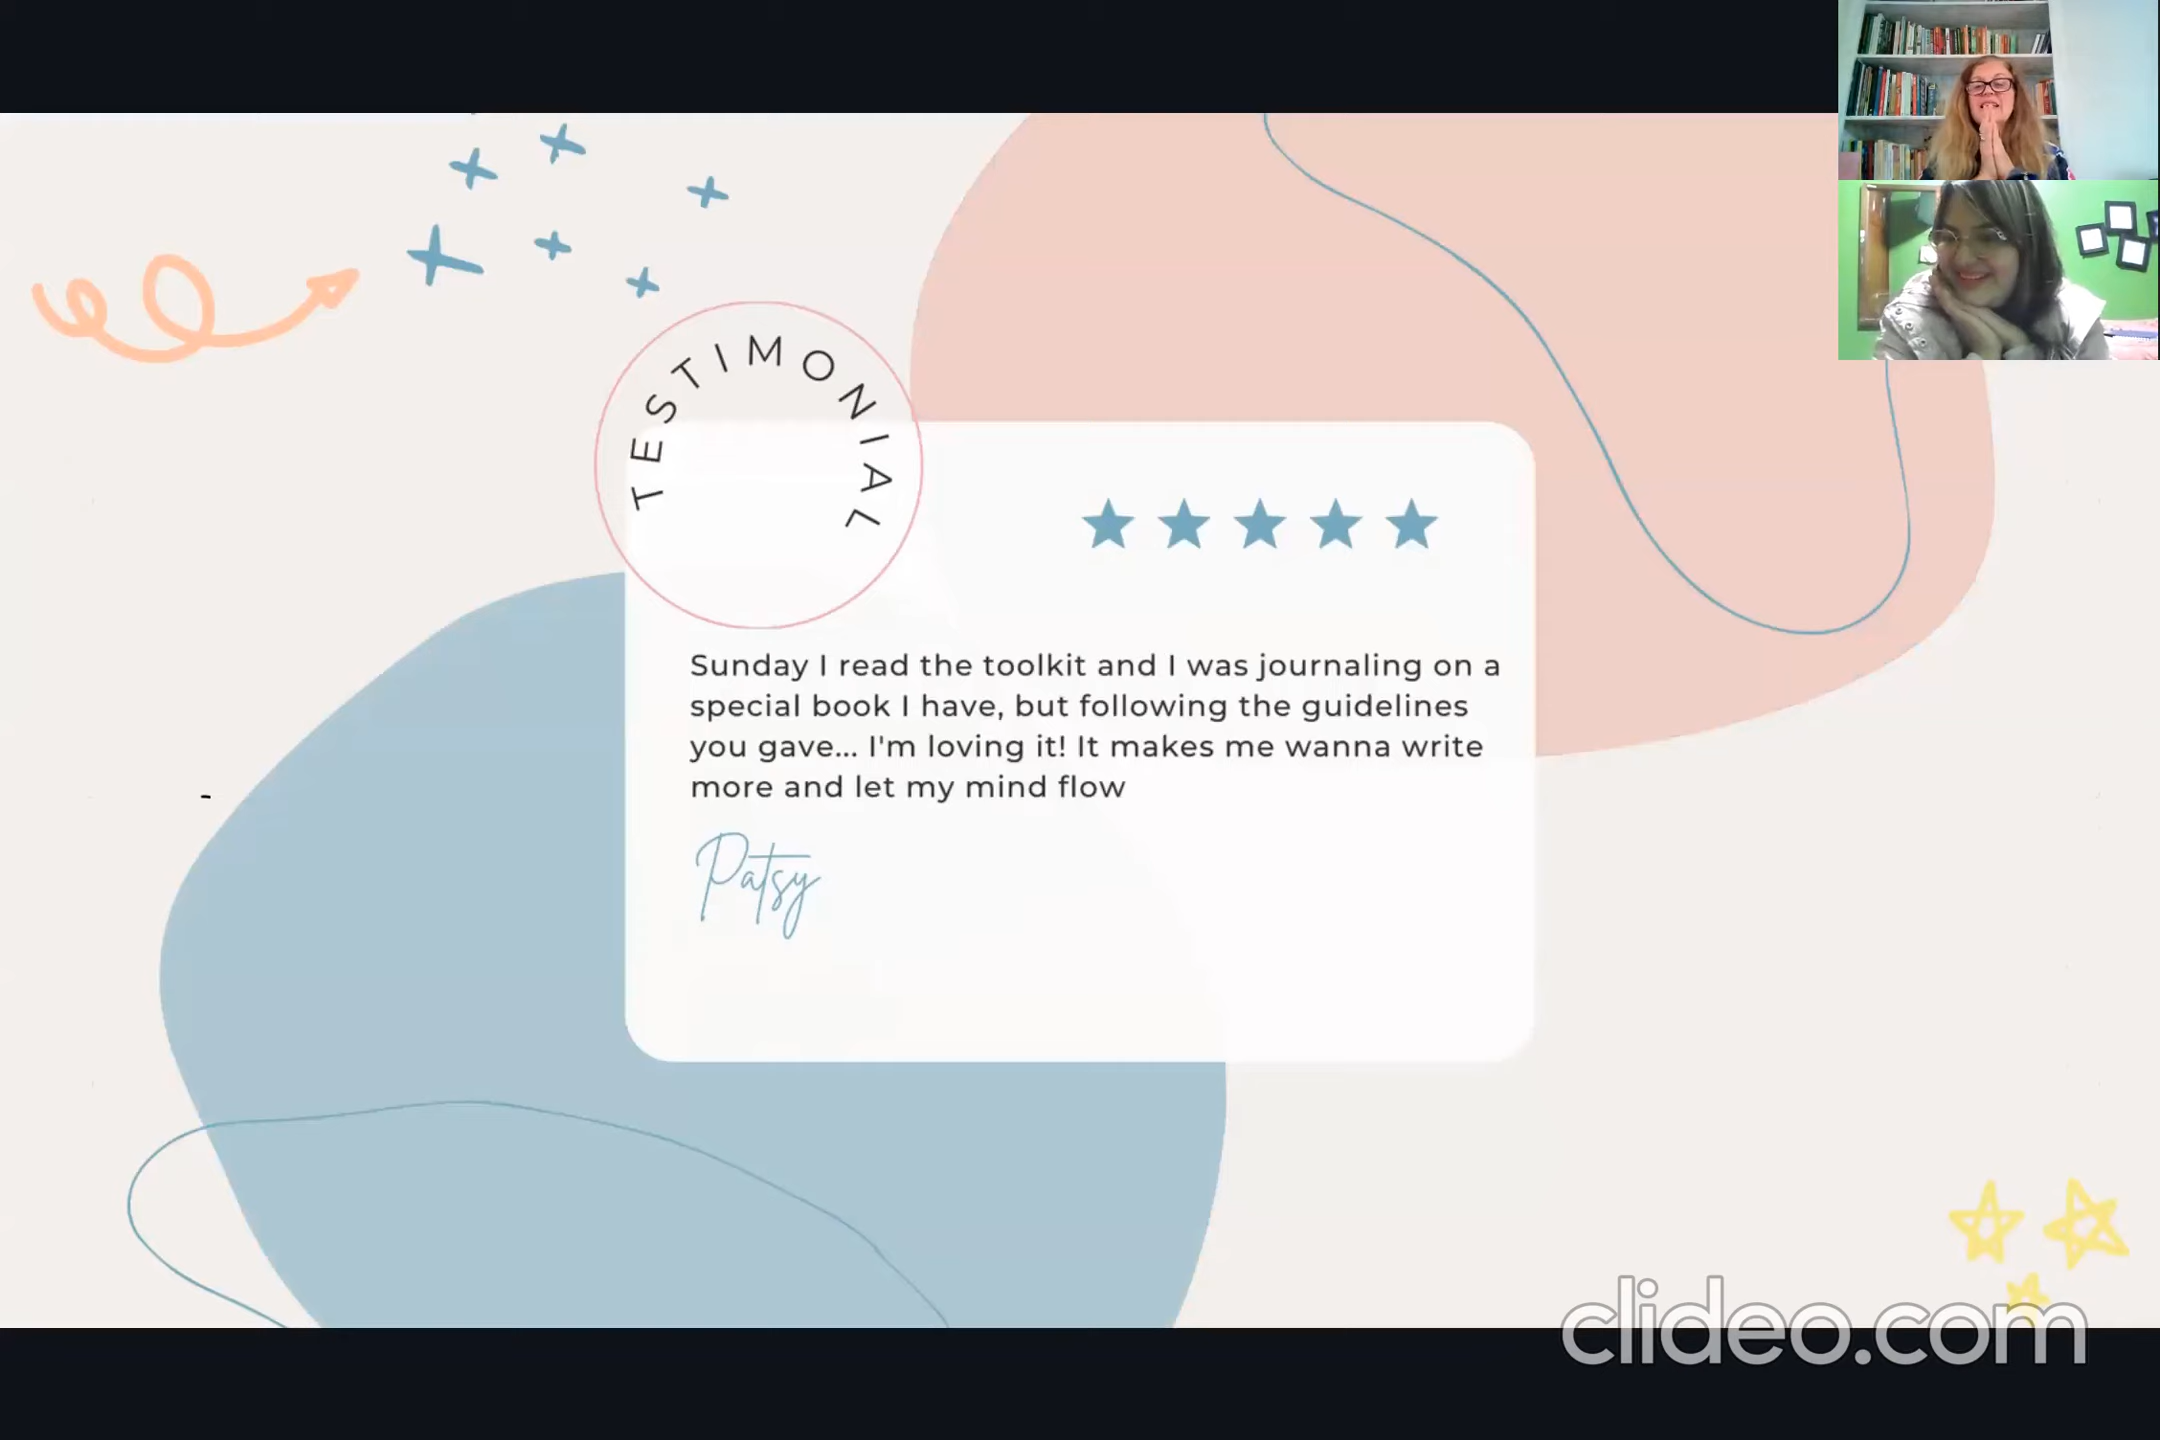 TESTIMONIAL
Sunday I read the toolkit and I was journaling on a
special book I have, but following the guidelines
you gave... I'm loving it! It makes me wanna write
more and let my mind flow
Patsy
-
clideo.com